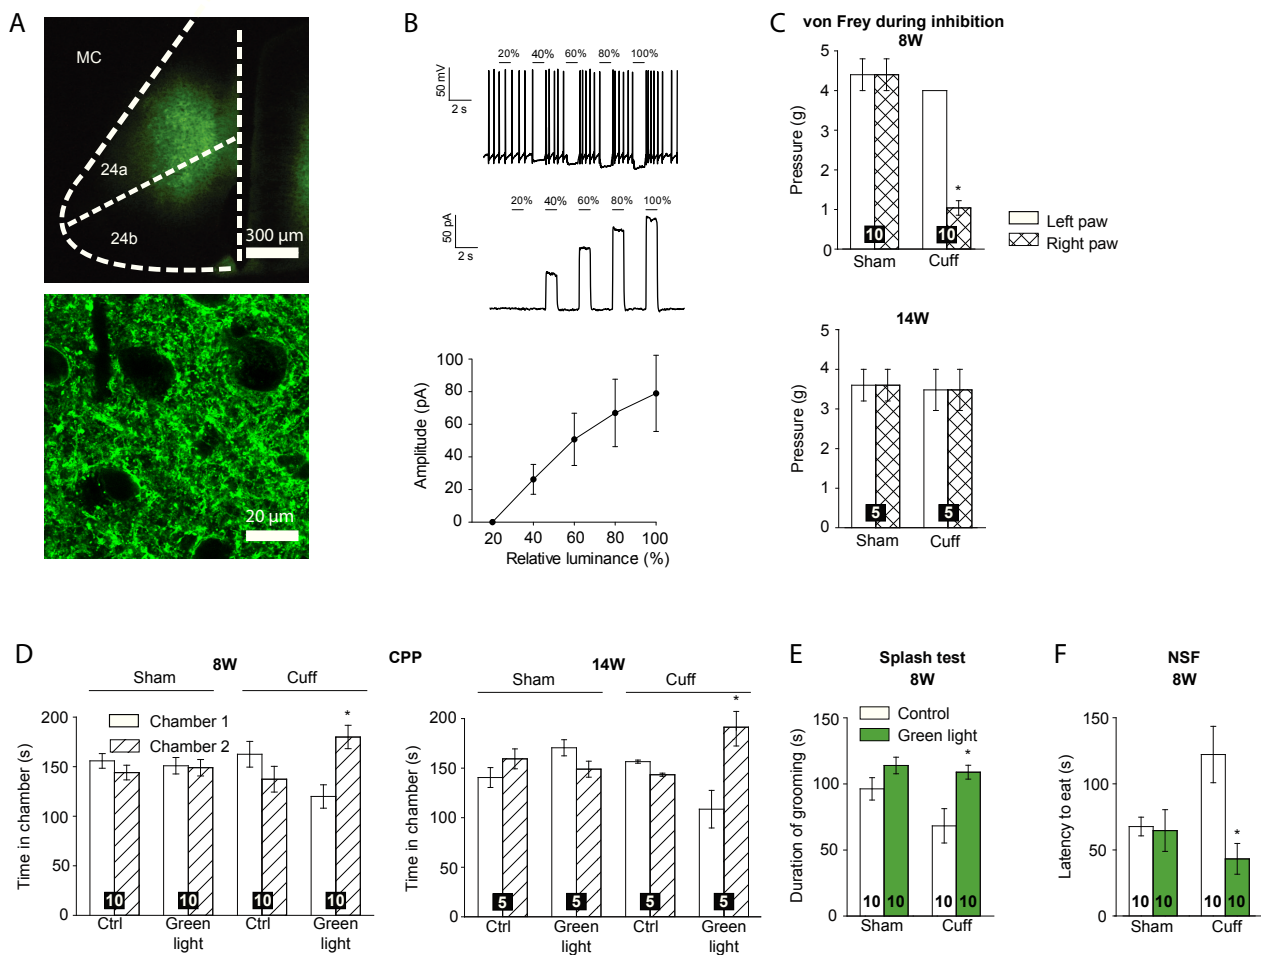 A
MC
24a
24b
300 µm
20 µm
B
20% 40% 60% 80% 100%
50 mV
2 s
20% 40% 60% 80% 100%
50 pA
2 s
100
80
60
40
20
0
Amplitude (pA)
20 40 60 80 100
Relative luminance (%)
C
von Frey during inhibition
8W
5
4
3
2
1
0
Pressure (g)
*
10 10
Sham Cuff
Left paw
Right paw
14W
5
4
3
2
1
0
Pressure (g)
5 5
Sham Cuff
D
CPP
8W
Sham Cuff
200
150
100
50
0
Time in chamber (s)
Chamber 1
Chamber 2
*
10 10 10 10
Ctrl Green light Ctrl Green light
14W
Sham Cuff
200
150
100
50
0
Time in chamber (s)
*
5 5 5 5
Ctrl Green light Ctrl Green light
E
Splash test
8W
150
100
50
0
Duration of grooming (s)
Control
Green light
*
10 10 10 10
Sham Cuff
F
NSF
8W
150
100
50
0
Latency to eat (s)
*
10 10 10 10
Sham Cuff